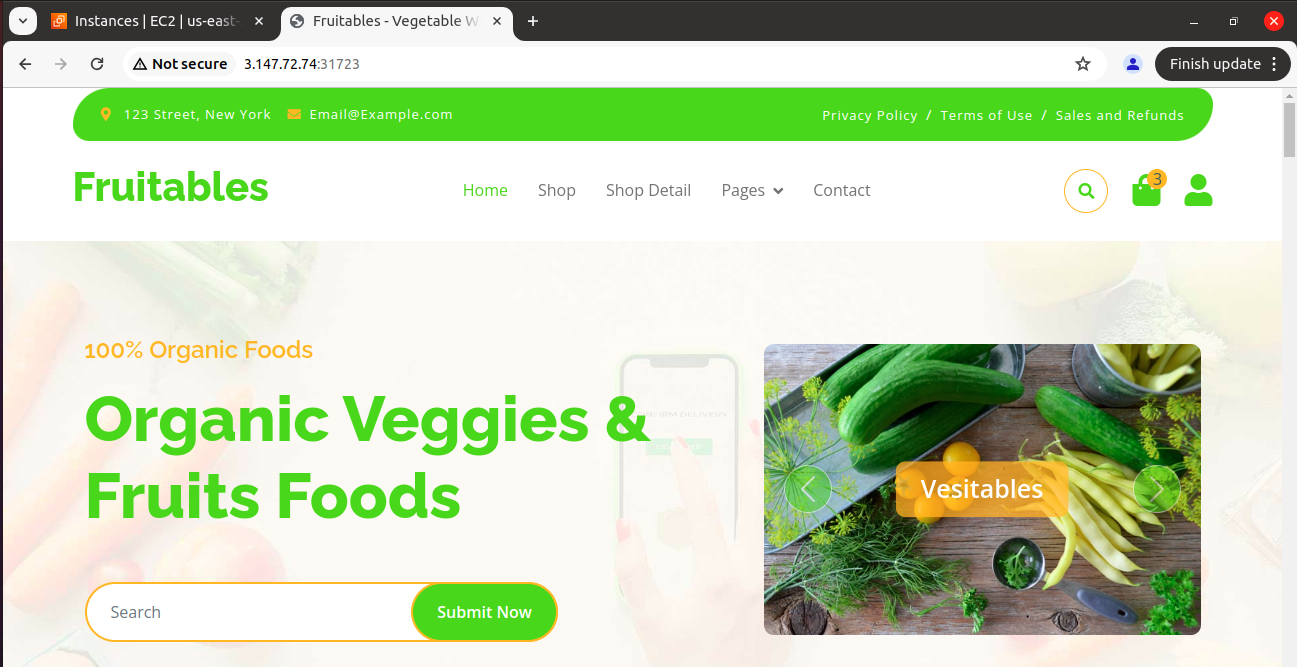 Instances | EC2 | us-east-
Fruitables - Vegetable W
Not secure
3.147.72.74:31723
Finish update
123 Street, New York
Email@Example.com
Privacy Policy / Terms of Use / Sales and Refunds
Fruitables
Home
Shop
Shop Detail
Pages
Contact
3
100% Organic Foods
Organic Veggies &
Fruits Foods
Vesitables
Search
Submit Now